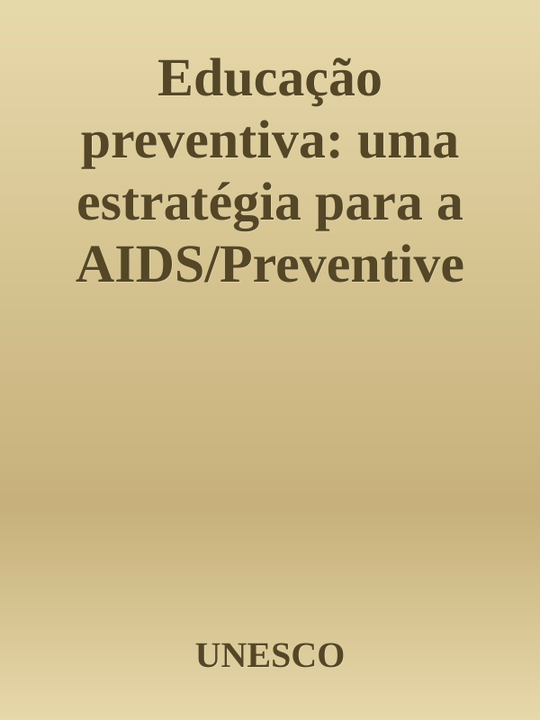 Educação
preventiva: uma
estratégia para a
AIDS/Preventive
UNESCO